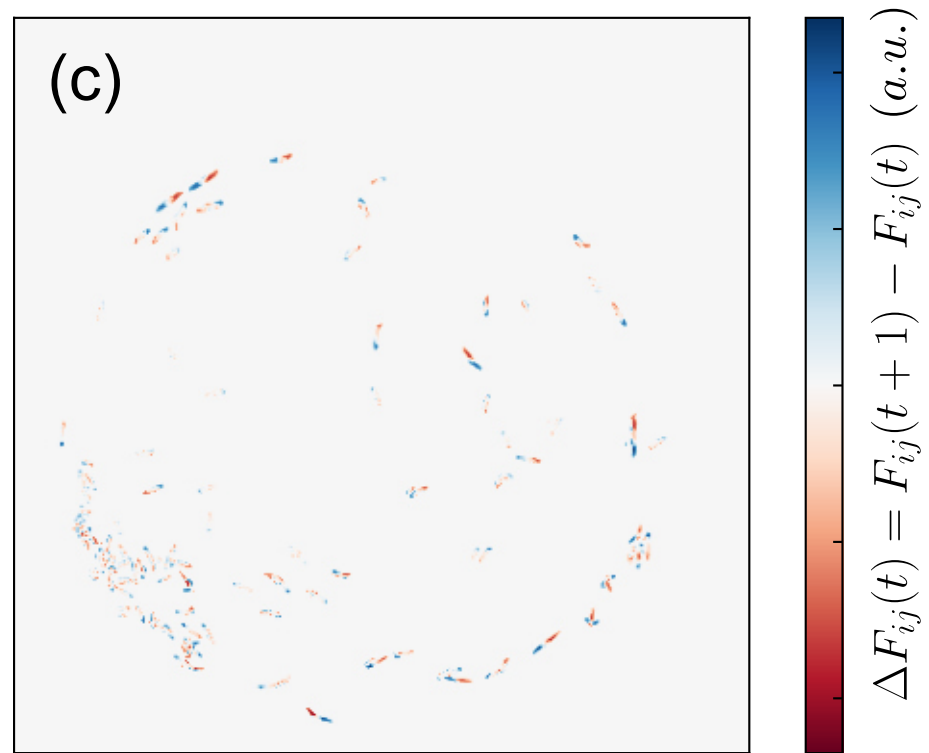 (c)
ΔF_{ij}(t) = F_{ij}(t + 1) − F_{ij}(t) (a.u.)